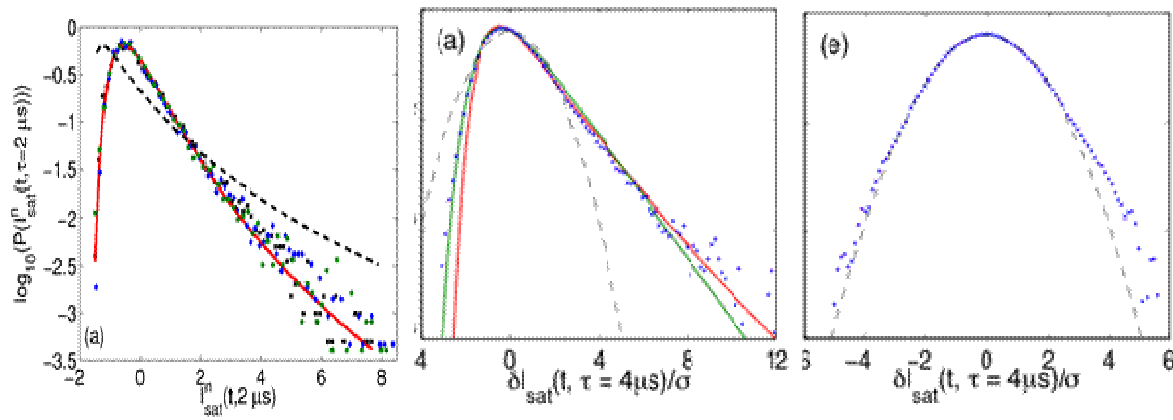 0
−0.5
−1
−1.5
−2
−2.5
−3
−3.5
log10(P(I^n_sat(t, τ=2 μs)))
(a)
−2 0 2 4 6 8
I^n_sat(t,2 μs)
(a)
4 0 4 8 12
δI_sat(t, τ = 4μs)/σ
(e)
6 −4 −2 0 2 4 6
δI_sat(t, τ = 4μs)/σ